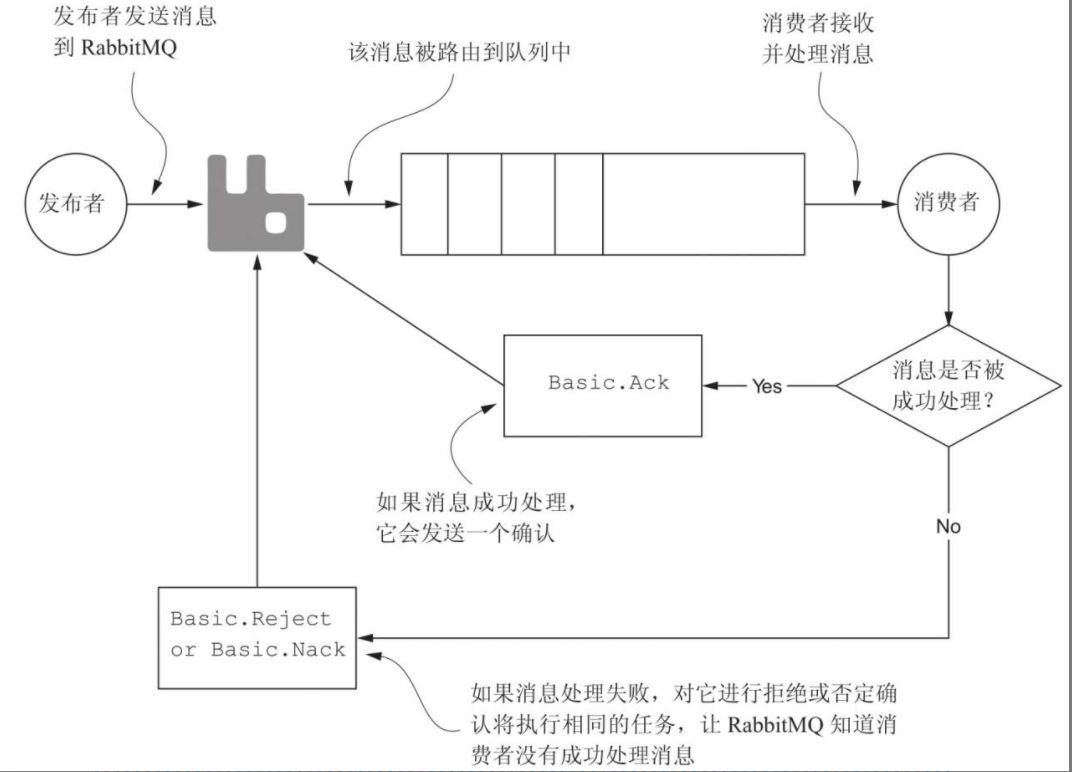 发布者发送消息
到 RabbitMQ
该消息被路由到队列中
消费者接收
并处理消息
发布者
消费者
消息是否被
成功处理？
Yes
Basic.Ack
如果消息成功处理，
它会发送一个确认
No
Basic.Reject
or Basic.Nack
如果消息处理失败，对它进行拒绝或否定确
认将执行相同的任务，让 RabbitMQ 知道消
费者没有成功处理消息